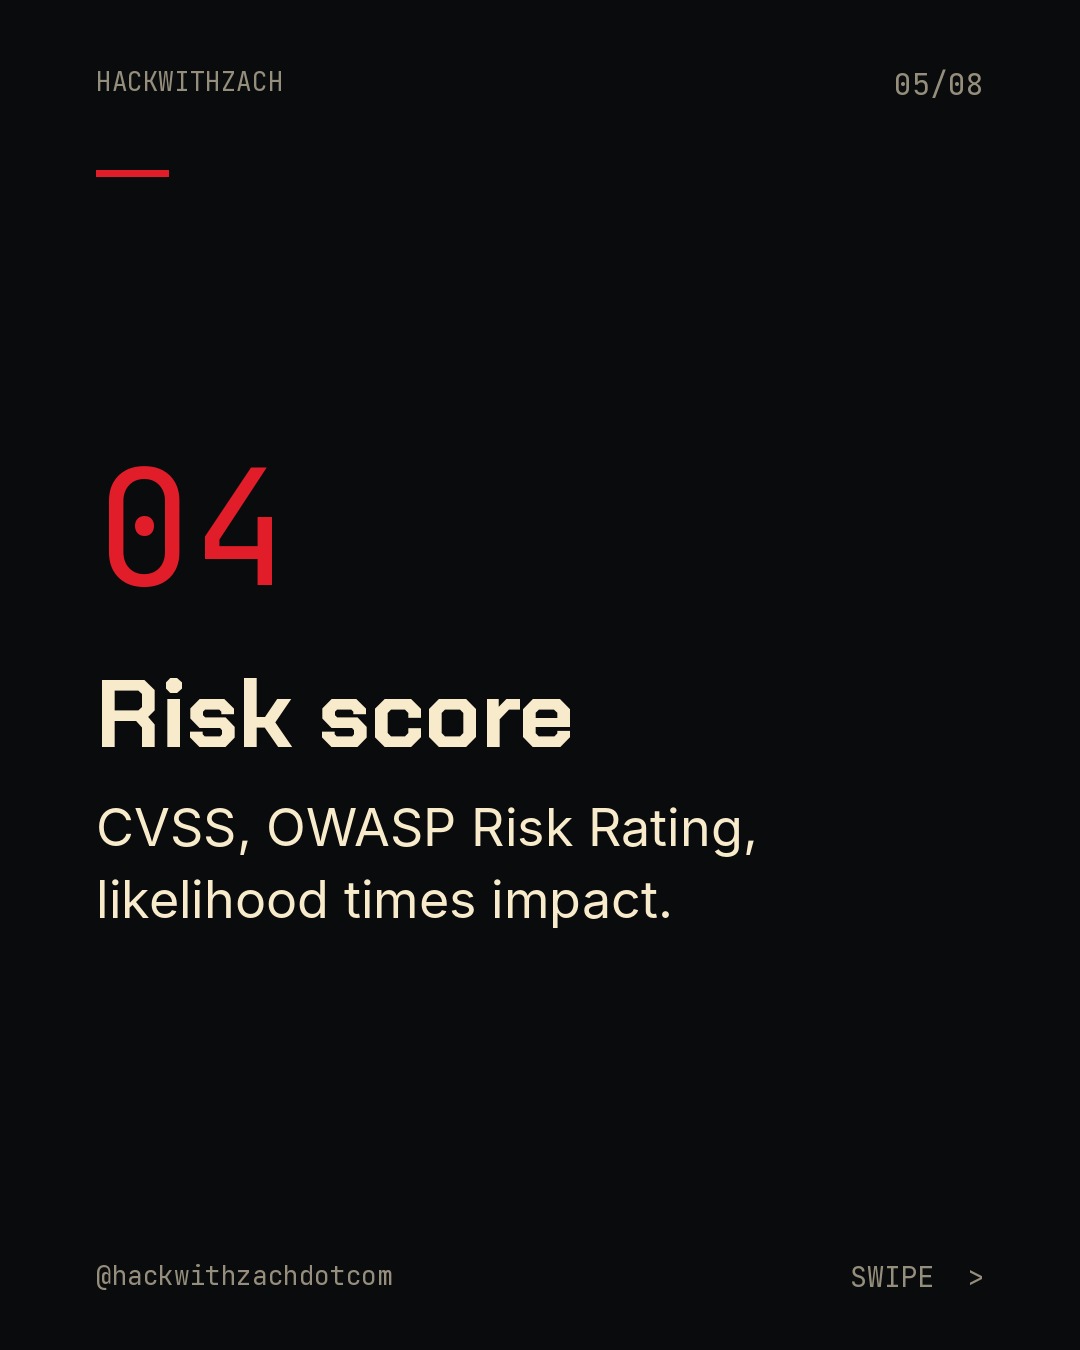 HACKWITHZACH
05/08
04
Risk score
CVSS, OWASP Risk Rating,
likelihood times impact.
@hackwithzachdotcom
SWIPE >